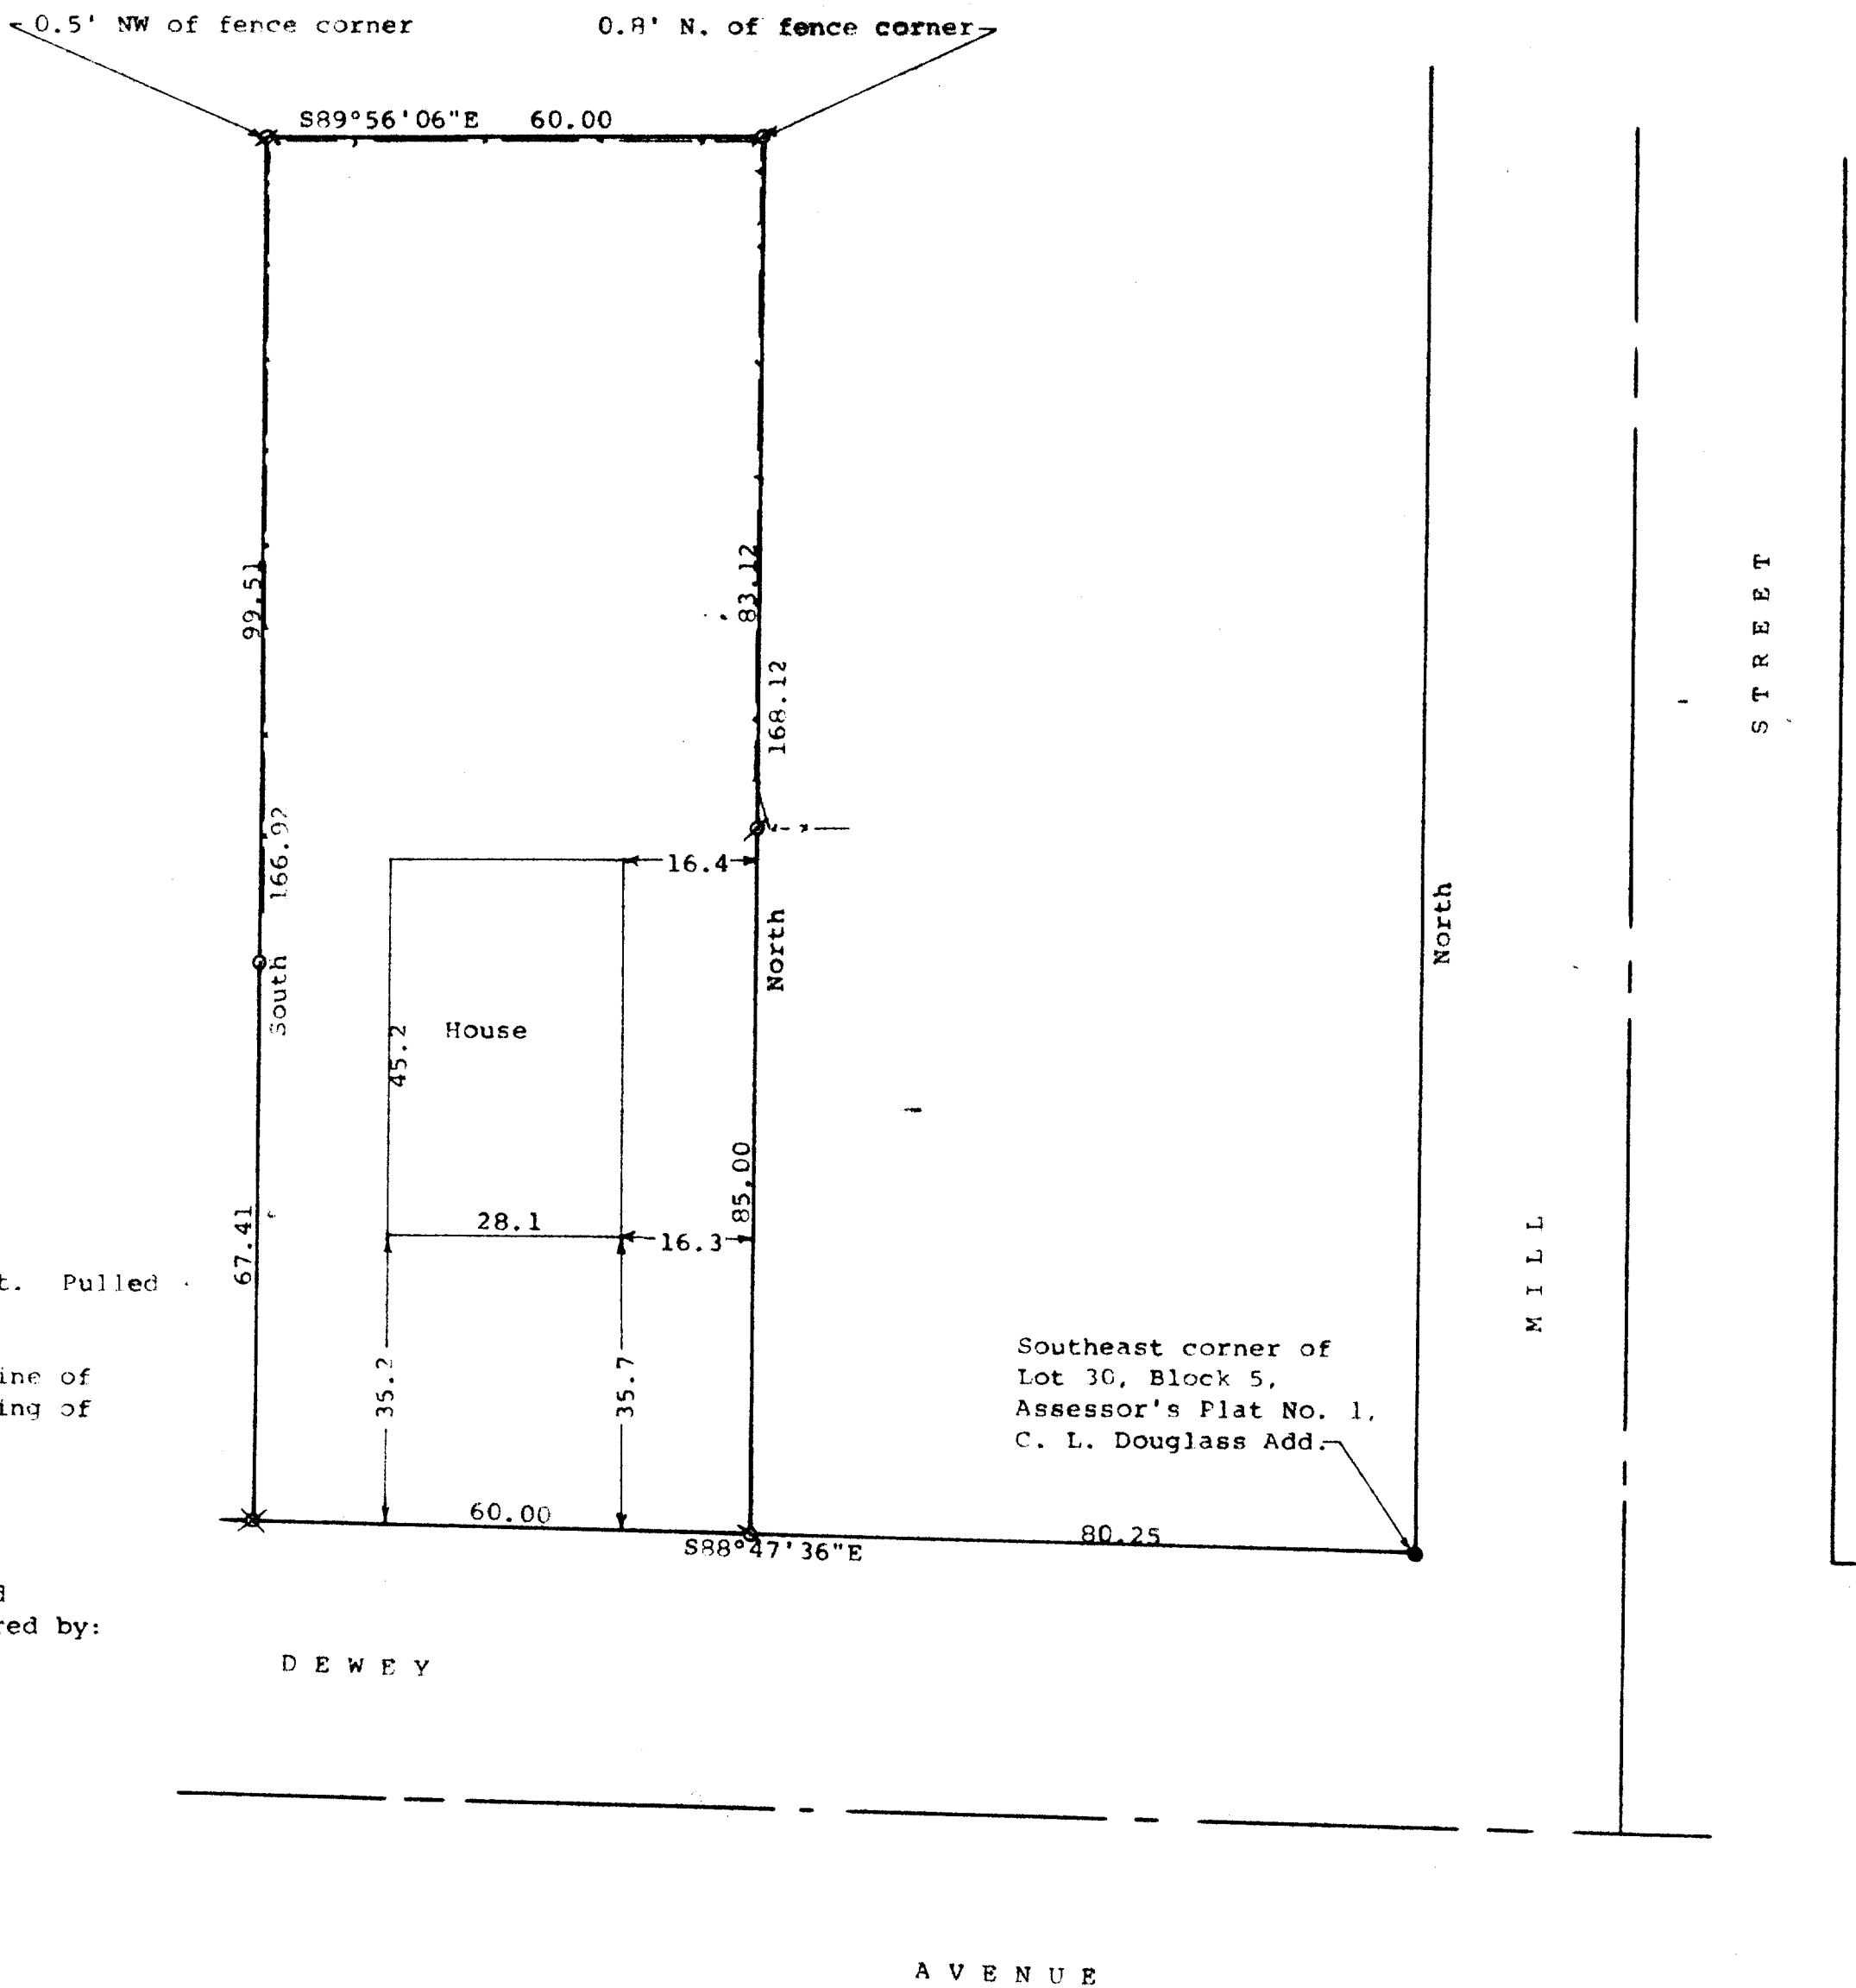 0.5' NW of fence corner
0.8' N. of fence corner
S89°56'06"E 60.00
99.51
83.12
168.12
South 166.92
North
North
16.4
House
45.2
28.1
16.3
85.00
67.41
35.2
35.7
60.00
S88°47'36"E
80.25
Southeast corner of
Lot 30, Block 5,
Assessor's Plat No. 1,
C. L. Douglass Add.
t. Pulled
ine of
ing of
d
red by:
MILL
STREET
DEWEY
AVENUE